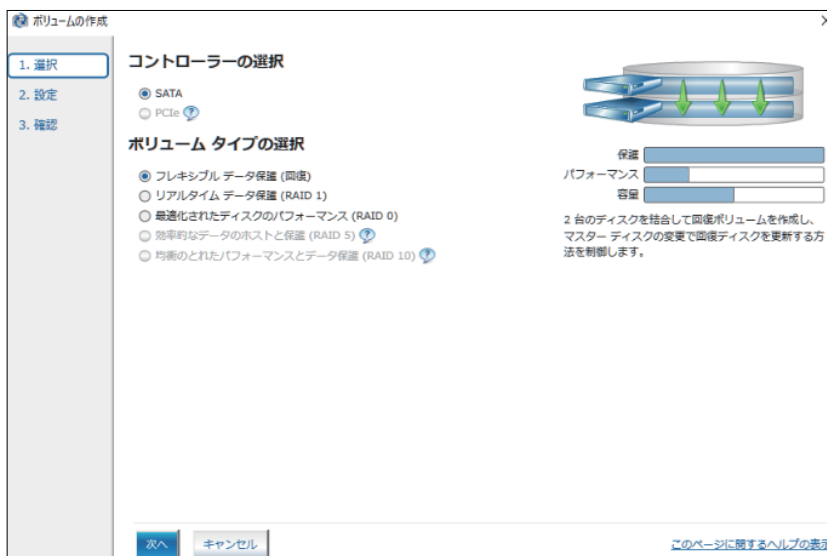 ボリュームの作成
1. 選択
2. 設定
3. 確認
コントローラーの選択
SATA
PCIe ?
ボリューム タイプの選択
フレキシブル データ保護 (回復)
リアルタイム データ保護 (RAID 1)
最適化されたディスクのパフォーマンス (RAID 0)
効率的なデータのホストと保護 (RAID 5) ?
均衡のとれたパフォーマンスとデータ保護 (RAID 10) ?
保護
パフォーマンス
容量
2 台のディスクを結合して回復ボリュームを作成し、
マスター ディスクの変更で回復ディスクを更新する方
法を制御します。
次へ
キャンセル
このページに関するヘルプの表示